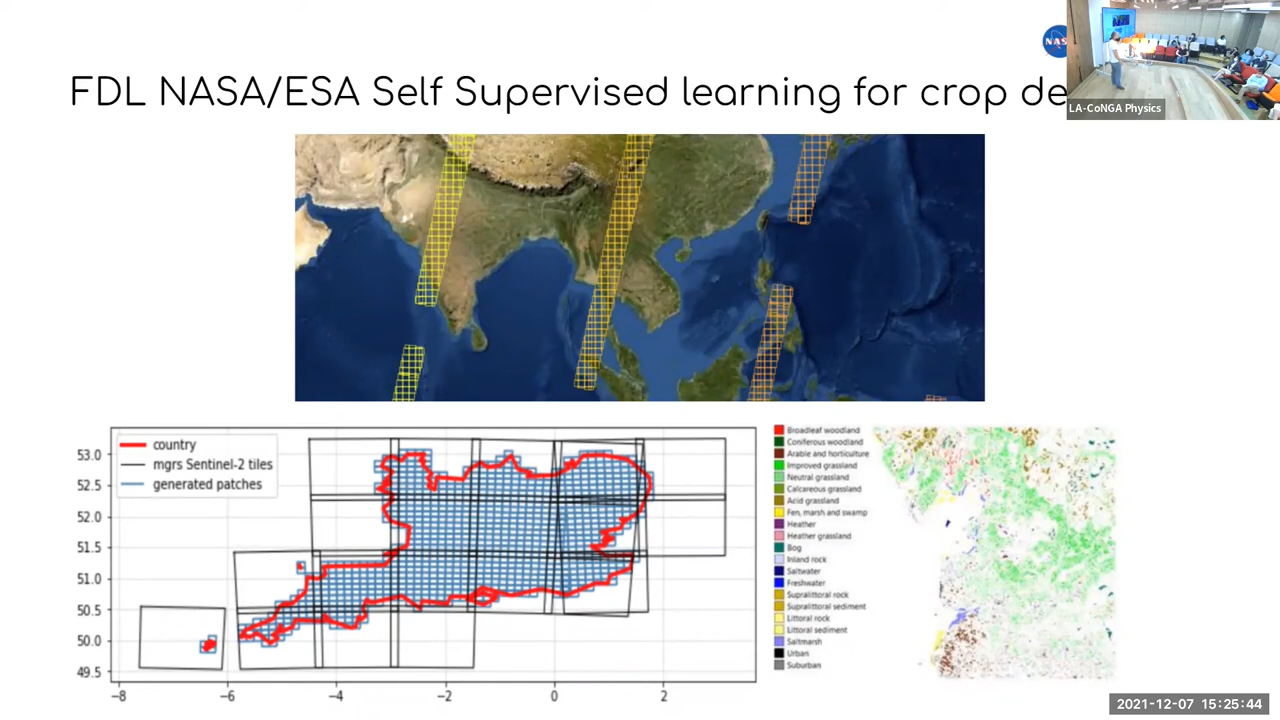 NAS
FDL NASA/ESA Self Supervised learning for crop de
LA-CoNGA Physics
country
mgrs Sentinel-2 tiles
generated patches
53.0
52.5
52.0
51.5
51.0
50.5
50.0
49.5
−8
−6
−4
−2
0
2
Broadleaf woodland
Coniferous woodland
Arable and horticulture
Improved grassland
Neutral grassland
Calcareous grassland
Acid grassland
Fen, marsh and swamp
Heather
Heather grassland
Bog
Inland rock
Saltwater
Freshwater
Supralittoral rock
Supralittoral sediment
Littoral rock
Littoral sediment
Saltmarsh
Urban
Suburban
2021-12-07 15:25:44